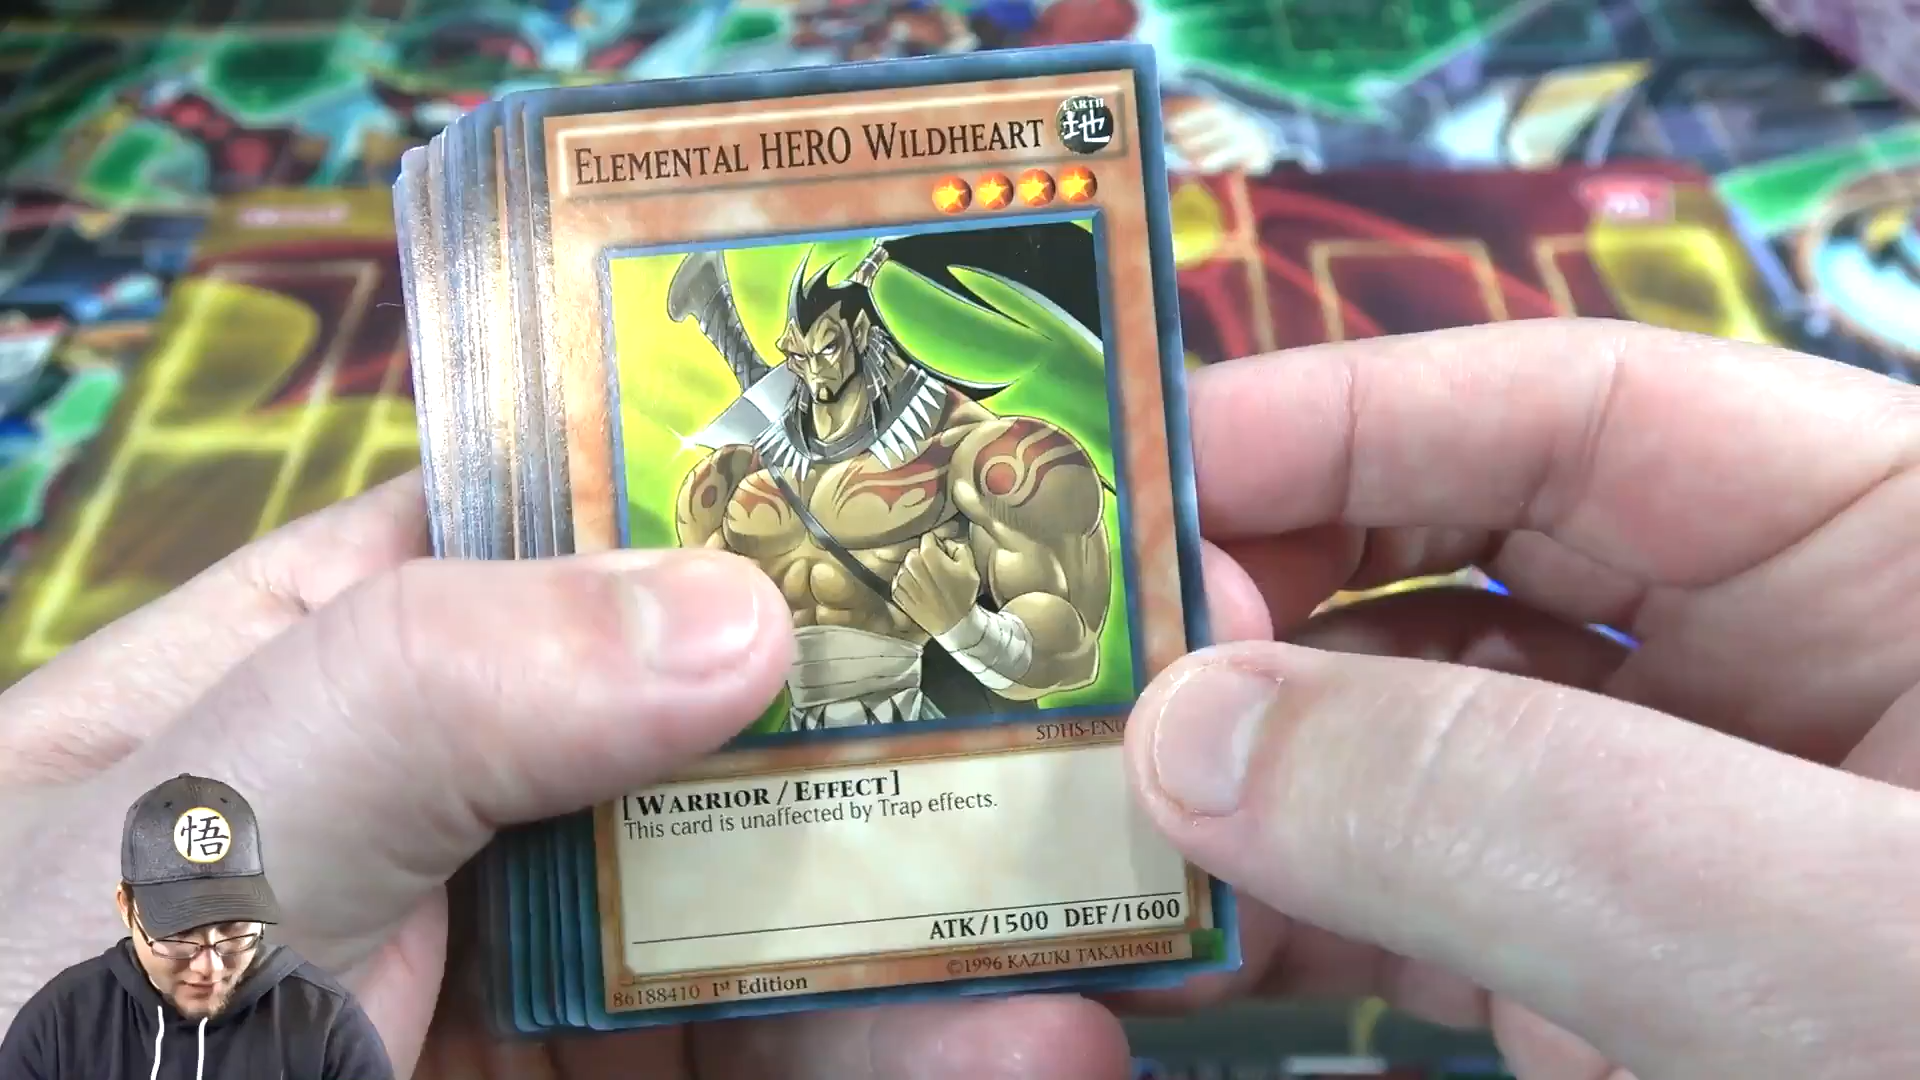 ELEMENTAL HERO WILDHEART
EARTH
地
SDHS-EN0
[WARRIOR/EFFECT]
This card is unaffected by Trap effects.
ATK/1500 DEF/1600
86188410 1st Edition
©1996 KAZUKI TAKAHASHI
悟